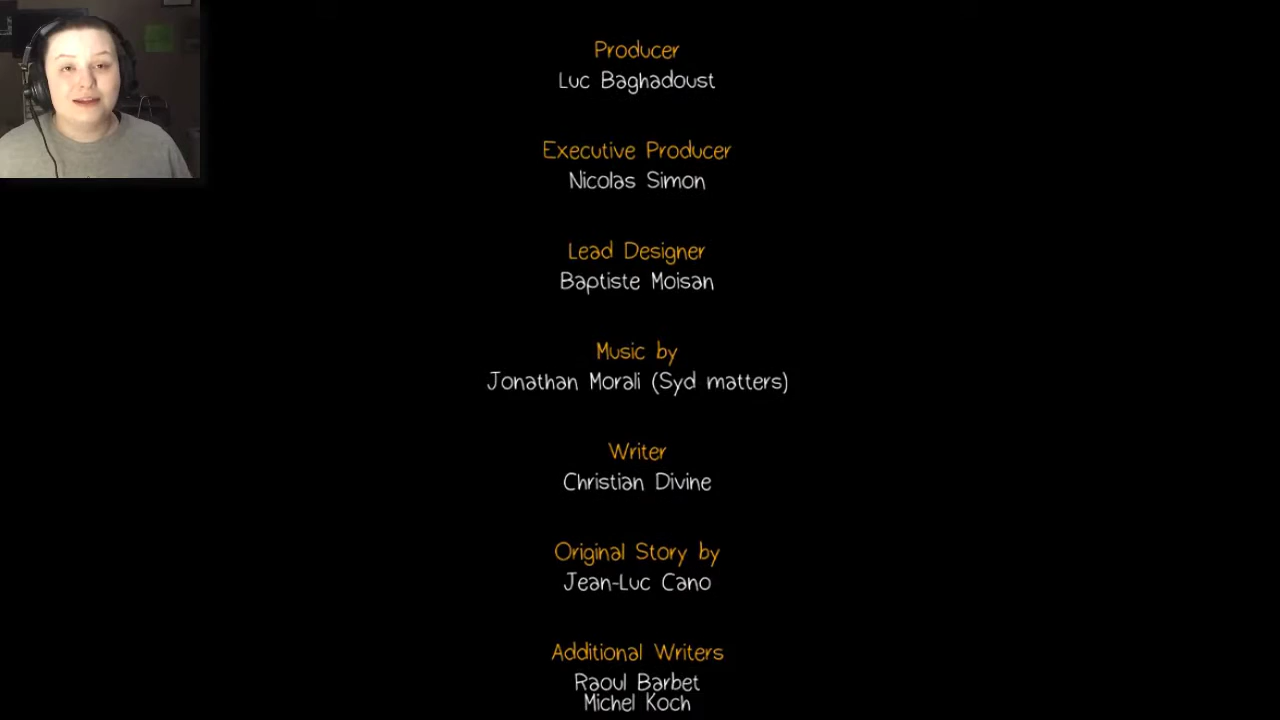 Producer
Luc Baghadoust
Executive Producer
Nicolas Simon
Lead Designer
Baptiste Moisan
Music by
Jonathan Morali (Syd matters)
Writer
Christian Divine
Original Story by
Jean-Luc Cano
Additional Writers
Raoul Barbet
Michel Koch